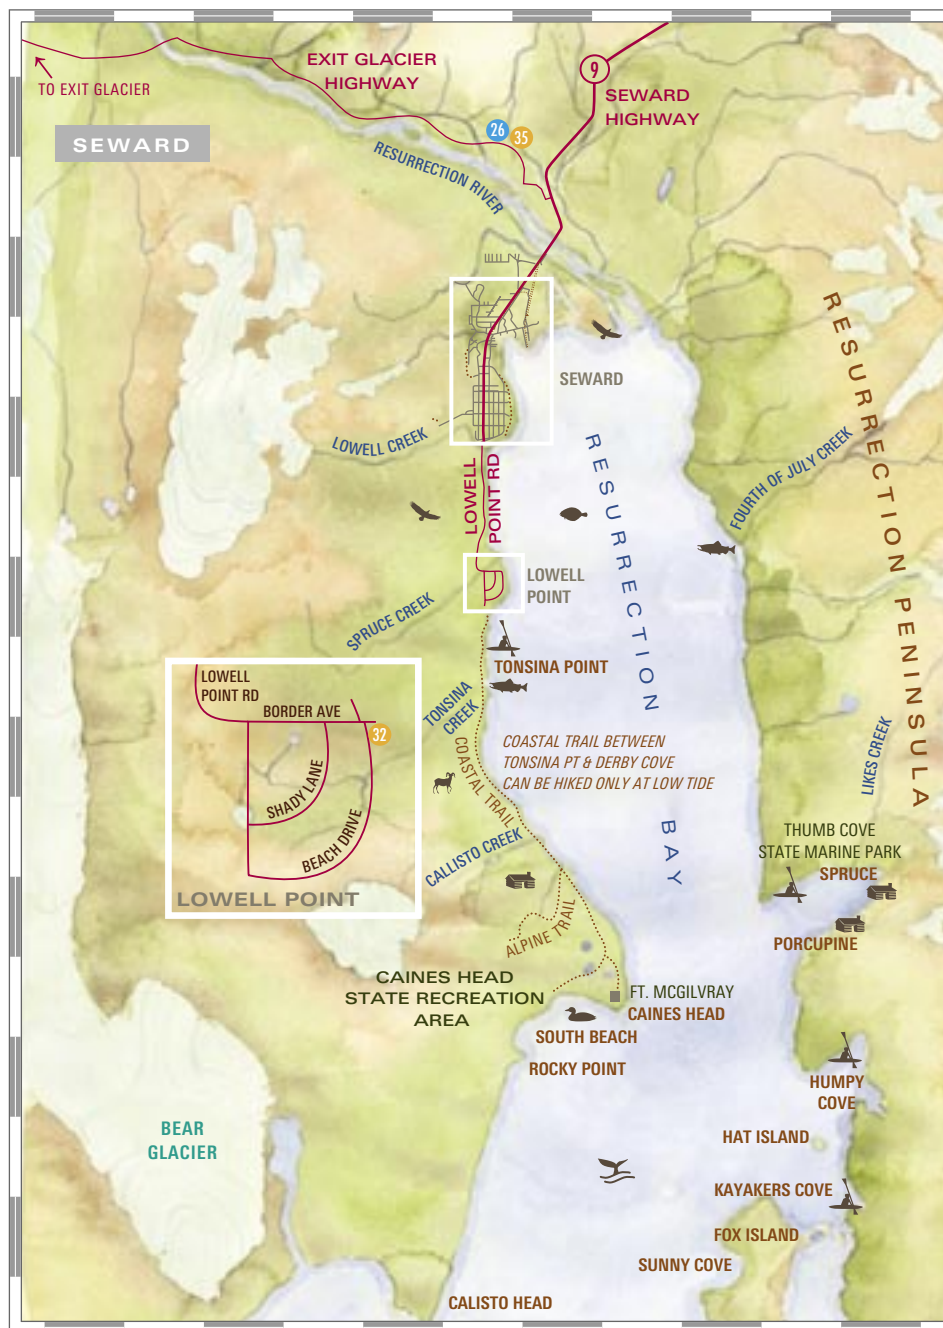 EXIT GLACIER
HIGHWAY
9
TO EXIT GLACIER
SEWARD
HIGHWAY
SEWARD
26
35
RESURRECTION RIVER
RESURRECTION PENINSULA
SEWARD
LOWELL CREEK
RESURRECTION BAY
FOURTH OF JULY CREEK
LOWELL
POINT RD
LOWELL
POINT
SPRUCE CREEK
TONSINA POINT
LOWELL
POINT RD
BORDER AVE
32
SHADY LANE
BEACH DRIVE
LOWELL POINT
TONSINA
CREEK
COASTAL TRAIL
COASTAL TRAIL BETWEEN
TONSINA PT & DERBY COVE
CAN BE HIKED ONLY AT LOW TIDE
LIKES CREEK
CALLISTO CREEK
THUMB COVE
STATE MARINE PARK
SPRUCE
PORCUPINE
ALPINE TRAIL
CAINES HEAD
STATE RECREATION
AREA
FT. MCGILVRAY
CAINES HEAD
SOUTH BEACH
ROCKY POINT
HUMPY
COVE
BEAR
GLACIER
HAT ISLAND
KAYAKERS COVE
FOX ISLAND
SUNNY COVE
CALISTO HEAD